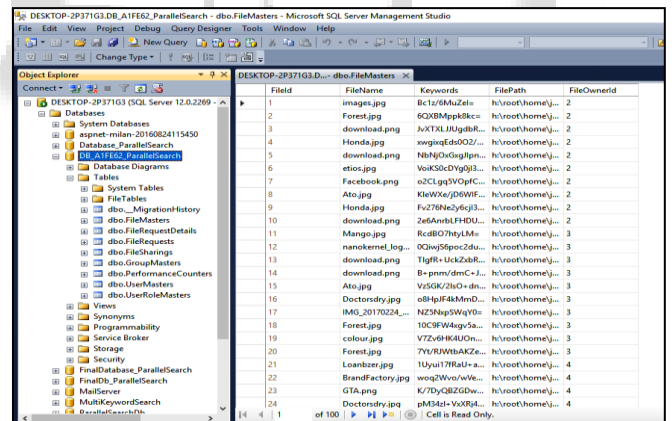 DESKTOP-2P371G3.DB_A1FE62_ParallelSearch - dbo.FileMasters - Microsoft SQL Server Management Studio
File Edit View Project Debug Query Designer Tools Window Help
New Query
Change Type
Object Explorer
DESKTOP-2P371G3.D...- dbo.FileMasters
Connect
DESKTOP-2P371G3 (SQL Server 12.0.2269 -
Databases
System Databases
aspnet-milan-20160824115450
Database_ParallelSearch
DB_A1FE62_ParallelSearch
Database Diagrams
Tables
System Tables
FileTables
dbo.__MigrationHistory
dbo.FileMasters
dbo.FileRequestDetails
dbo.FileRequests
dbo.FileSharings
dbo.GroupMasters
dbo.PerformanceCounters
dbo.UserMasters
dbo.UserRoleMasters
Views
Synonyms
Programmability
Service Broker
Storage
Security
FinalDatabase_ParallelSearch
FinalDb_ParallelSearch
MailServer
MultiKeywordSearch
ParallelSearchDb
FileId FileName Keywords FilePath FileOwnerId
1 images.jpg Bc1z/6MuZel= h:\root\home\j... 2
2 Forest.jpg 6QXBMppk8kc= h:\root\home\j... 2
3 download.png JvXTXLJUgdbR... h:\root\home\j... 2
4 Honda.jpg xwgixqEds0O2/... h:\root\home\j... 2
5 download.png NbNjOxGxgJlpn... h:\root\home\j... 2
6 etios.jpg VoiKS0cDYg0jl3... h:\root\home\j... 2
7 Facebook.png o2CLgq5VOpfC... h:\root\home\j... 2
8 Ato.jpg KleWXe/jD6WIF... h:\root\home\j... 2
9 Honda.jpg Fv276Ne2y6cjl3... h:\root\home\j... 2
10 download.png 2e6AnrbLFHDU... h:\root\home\j... 2
11 Mango.jpg RcdBO7htyLM= h:\root\home\j... 3
12 nanokernel_log... 0QiwjS6poc2du... h:\root\home\j... 3
13 download.png TIgfR+UckZxbR... h:\root\home\j... 3
14 download.png B+pnm/dmC+J... h:\root\home\j... 3
15 Ato.jpg VzSGK/2IsO+dn... h:\root\home\j... 3
16 Doctorsdry.jpg o8HpJF4kMmD... h:\root\home\j... 3
17 IMG_20170224_... NZ5NxpSWqY0= h:\root\home\j... 3
18 Forest.jpg 10C9FW4xgv5a... h:\root\home\j... 3
19 colour.jpg V7Zv6HK4UOn... h:\root\home\j... 3
20 Forest.jpg 7Yt/RJWtbAKZe... h:\root\home\j... 3
21 Loanbzer.jpg 1Uyui17fRaU+a... h:\root\home\j... 4
22 BrandFactory.jpg woq2Wvo/wVe... h:\root\home\j... 4
23 GTA.png K/7DyQBZGDw... h:\root\home\j... 4
24 Doctorsdry.jpg pM34zI+VxXRj4... h:\root\home\j... 4
1 of 100 Cell is Read Only.